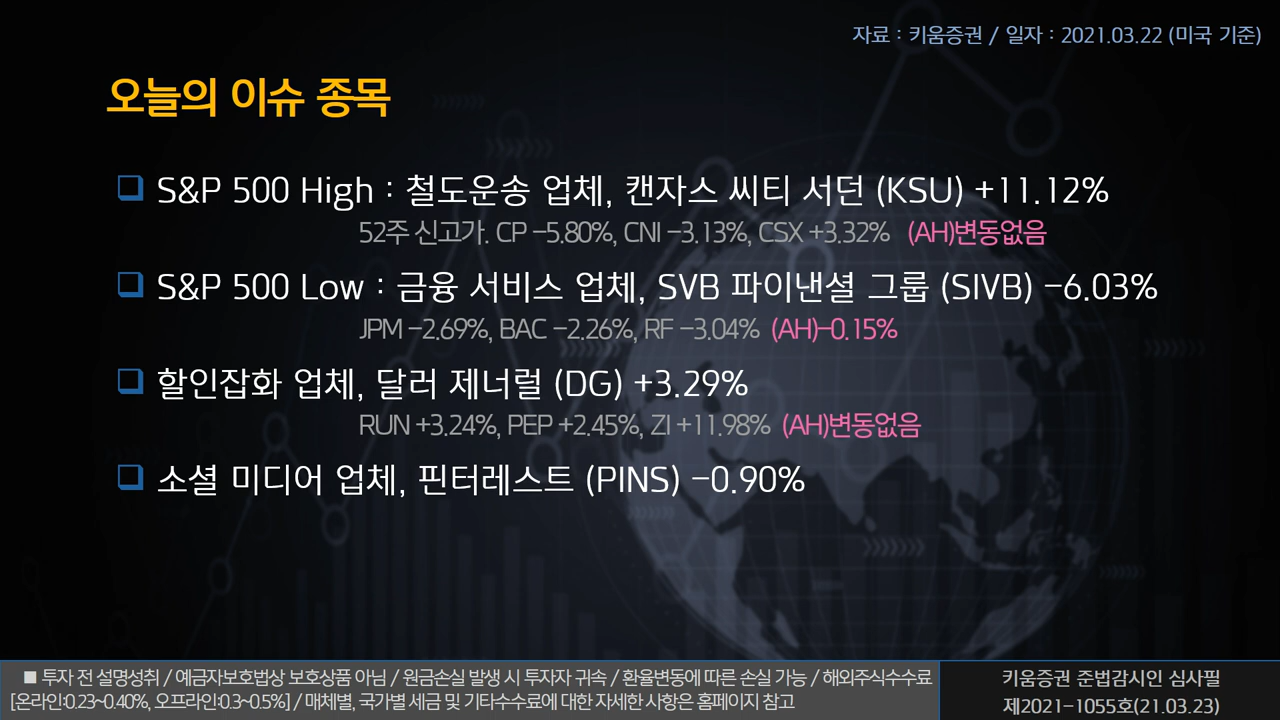 자료 : 키움증권 / 일자 : 2021.03.22 (미국 기준)
오늘의 이슈 종목
❑ S&P 500 High : 철도운송 업체, 캔자스 씨티 서던 (KSU) +11.12%
52주 신고가. CP -5.80%, CNI -3.13%, CSX +3.32% (AH)변동없음
❑ S&P 500 Low : 금융 서비스 업체, SVB 파이낸셜 그룹 (SIVB) -6.03%
JPM -2.69%, BAC -2.26%, RF -3.04% (AH)-0.15%
❑ 할인잡화 업체, 달러 제너럴 (DG) +3.29%
RUN +3.24%, PEP +2.45%, ZI +11.98% (AH)변동없음
❑ 소셜 미디어 업체, 핀터레스트 (PINS) -0.90%
■ 투자 전 설명성취 / 예금자보호법상 보호상품 아님 / 원금손실 발생 시 투자자 귀속 / 환율변동에 따른 손실 가능 / 해외주식수수료
[온라인:0.23~0.40%, 오프라인:0.3~0.5%] / 매체별, 국가별 세금 및 기타수수료에 대한 자세한 사항은 홈페이지 참고
키움증권 준법감시인 심사필
제2021-1055호(21.03.23)